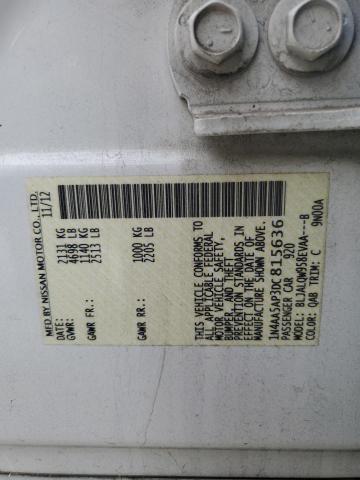 MFD BY NISSAN MOTOR CO., LTD.
DATE: 11/12
GVWR: 2131 KG
4698 LB
GAWR FR.: 1140 KG
2513 LB
GAWR RR.: 1000 KG
2205 LB
THIS VEHICLE CONFORMS TO
ALL APPLICABLE FEDERAL
MOTOR VEHICLE SAFETY,
BUMPER, AND THEFT
PREVENTION STANDARDS IN
EFFECT ON THE DATE OF
MANUFACTURE SHOWN ABOVE.
1N4AA5AP3DC815636
PASSENGER CAR 920
MODEL: BLJALQW958EVAA---B
COLOR: QAB TRIM: C 9N00A